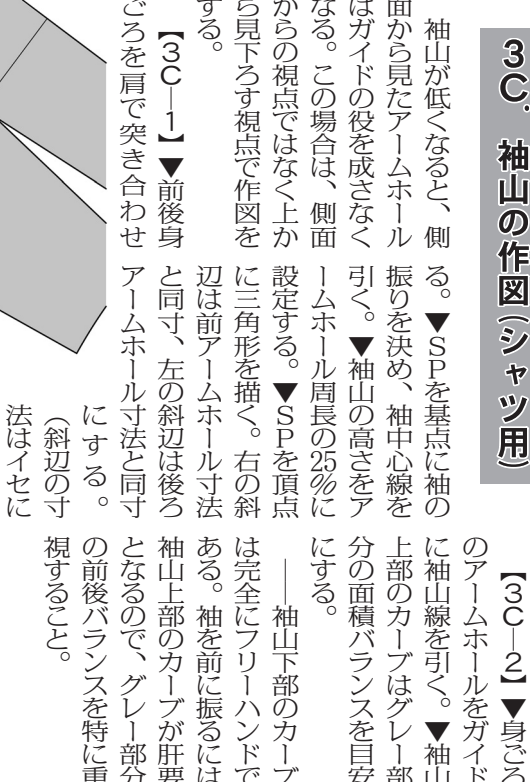 3C. 袖山の作図(シャツ用)
袖山が低くなると、側
面から見たアームホール
はガイドの役を成さなく
なる。この場合は、側面
からの視点ではなく上か
ら見下ろす視点で作図を
する。
【3C―1】▼前後身
ごろを肩で突き合わせ
る。▼SPを基点に袖の
振りを決め、袖中心線を
引く。▼袖山の高さをア
ームホール周長の25%に
設定する。▼SPを頂点
に三角形を描く。右の斜
辺は前アームホール寸法
と同寸、左の斜辺は後ろ
アームホール寸法と同寸
にする。
(斜辺の寸
法はイセに
【3C―2】▼身ごろ
のアームホールをガイド
に袖山線を引く。▼袖山
上部のカーブはグレー部
分の面積バランスを目安
にする。
――袖山下部のカーブ
は完全にフリーハンドで
ある。袖を前に振るには
袖山上部のカーブが肝要
となるので、グレー部分
の前後バランスを特に重
視すること。